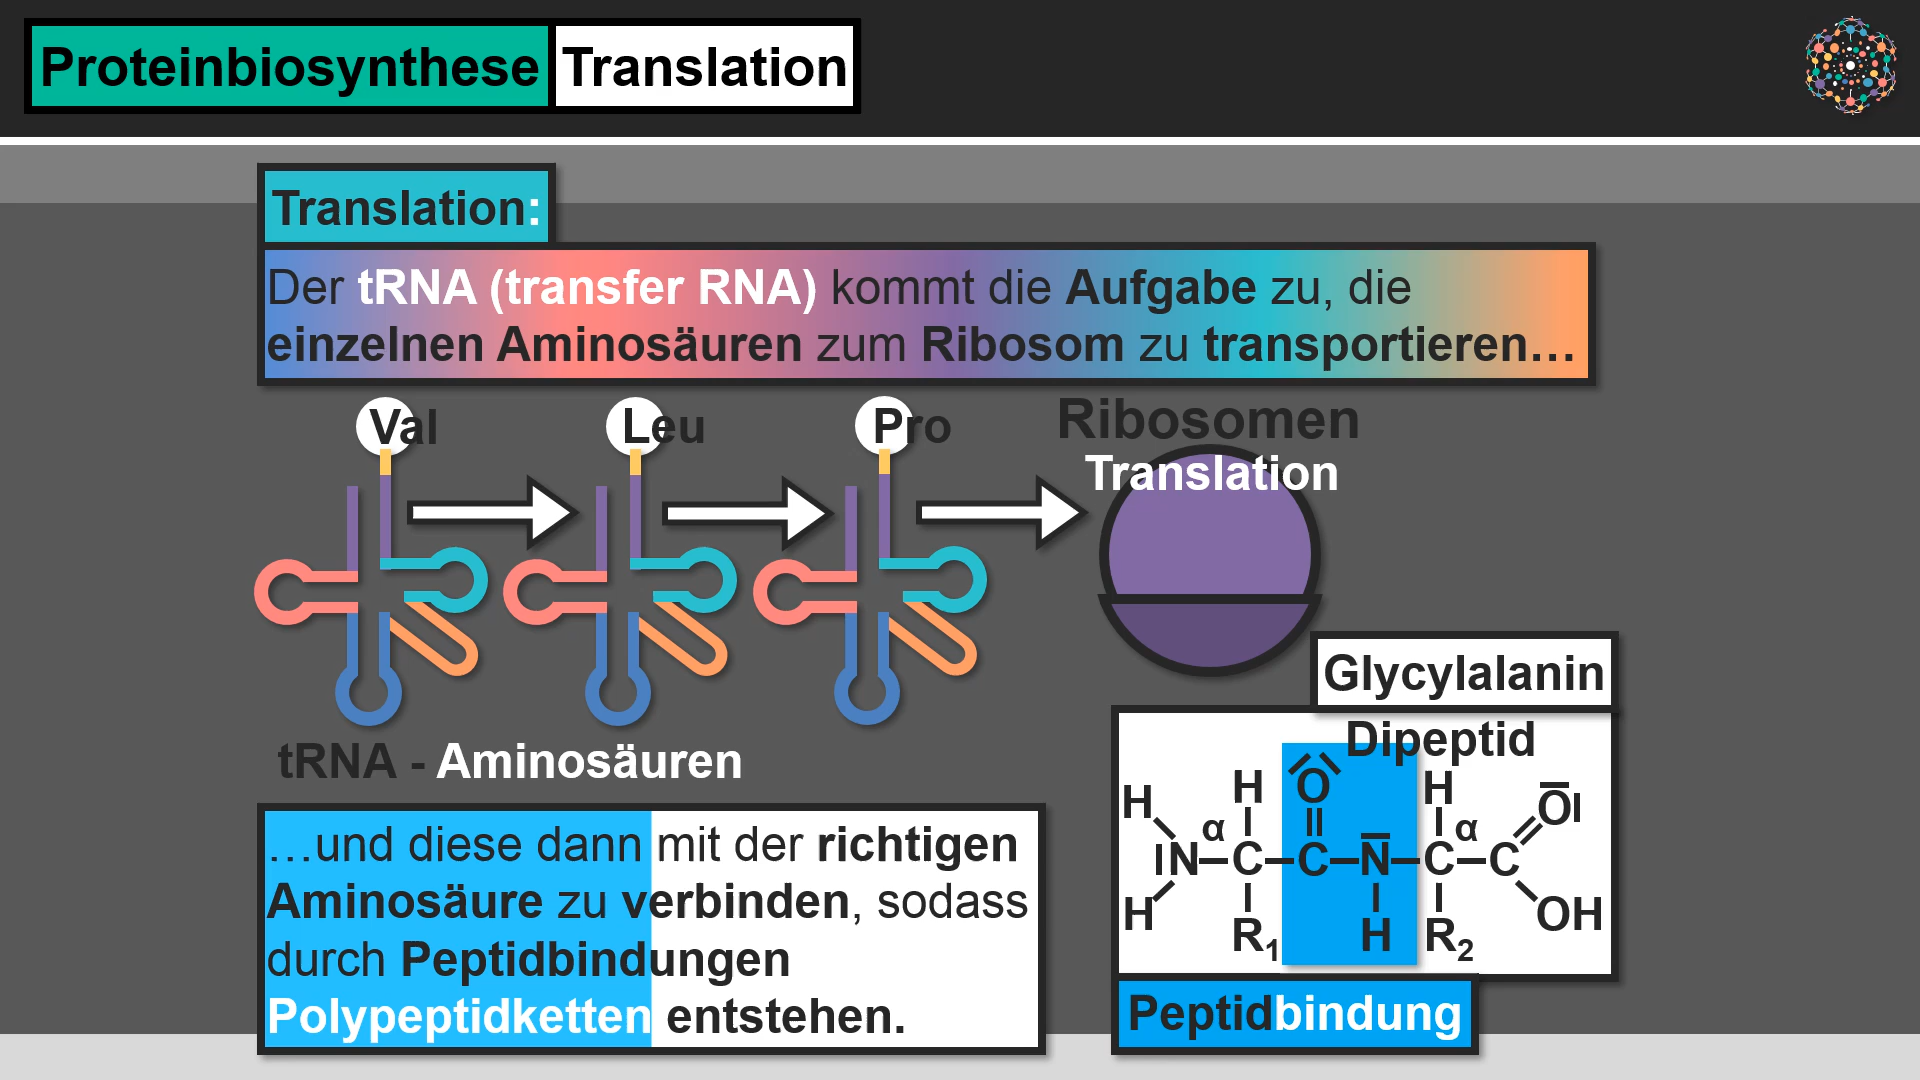 Proteinbiosynthese Translation
Translation:
Der tRNA (transfer RNA) kommt die Aufgabe zu, die
einzelnen Aminosäuren zum Ribosom zu transportieren…
Val Leu Pro Ribosomen
Translation
tRNA - Aminosäuren
Glycylalanin
Dipeptid
H H O H O
α α
N C C N C C
H R1 H R2 OH
…und diese dann mit der richtigen
Aminosäure zu verbinden, sodass
durch Peptidbindungen
Polypeptidketten entstehen.
Peptidbindung